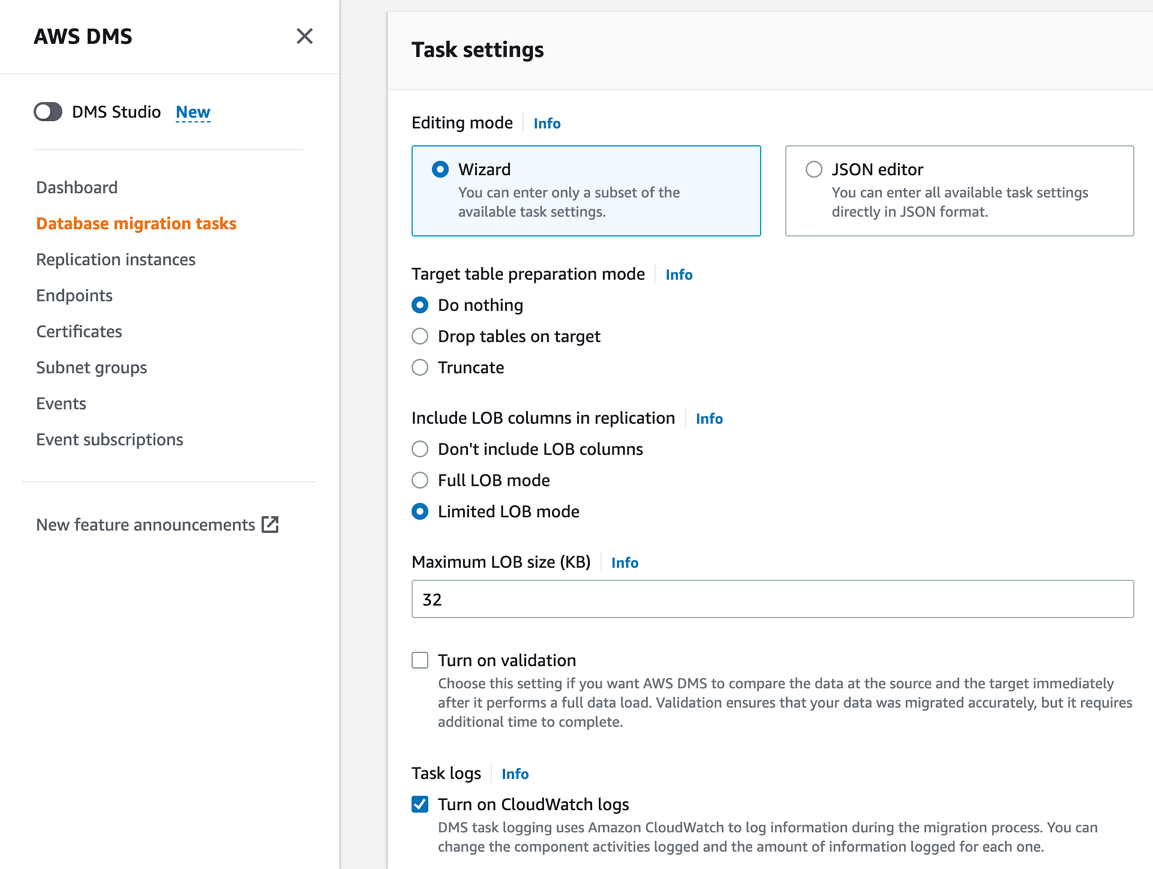 AWS DMS
DMS Studio New
Dashboard
Database migration tasks
Replication instances
Endpoints
Certificates
Subnet groups
Events
Event subscriptions
New feature announcements
Task settings
Editing mode Info
Wizard
You can enter only a subset of the
available task settings.
JSON editor
You can enter all available task settings
directly in JSON format.
Target table preparation mode Info
Do nothing
Drop tables on target
Truncate
Include LOB columns in replication Info
Don't include LOB columns
Full LOB mode
Limited LOB mode
Maximum LOB size (KB) Info
32
Turn on validation
Choose this setting if you want AWS DMS to compare the data at the source and the target immediately
after it performs a full data load. Validation ensures that your data was migrated accurately, but it requires
additional time to complete.
Task logs Info
Turn on CloudWatch logs
DMS task logging uses Amazon CloudWatch to log information during the migration process. You can
change the component activities logged and the amount of information logged for each one.